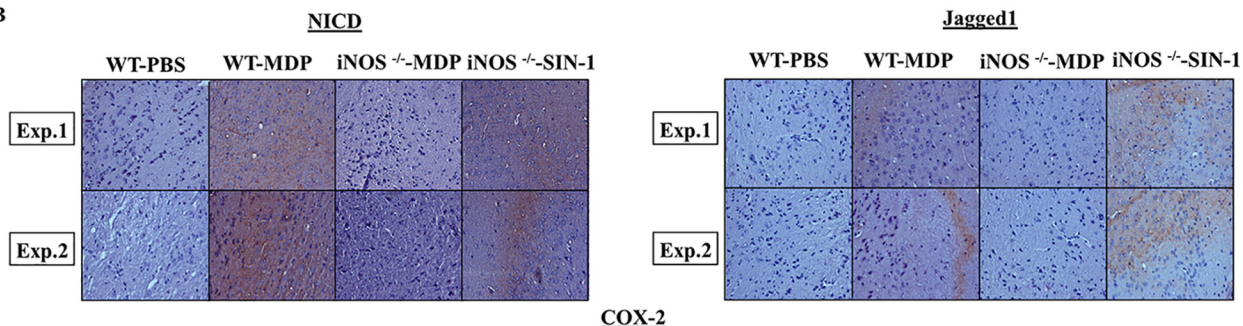 3
NICD
Jagged1
WT-PBS WT-MDP iNOS -/--MDP iNOS -/--SIN-1
WT-PBS WT-MDP iNOS -/--MDP iNOS -/--SIN-1
Exp.1
Exp.1
Exp.2
Exp.2
COX-2